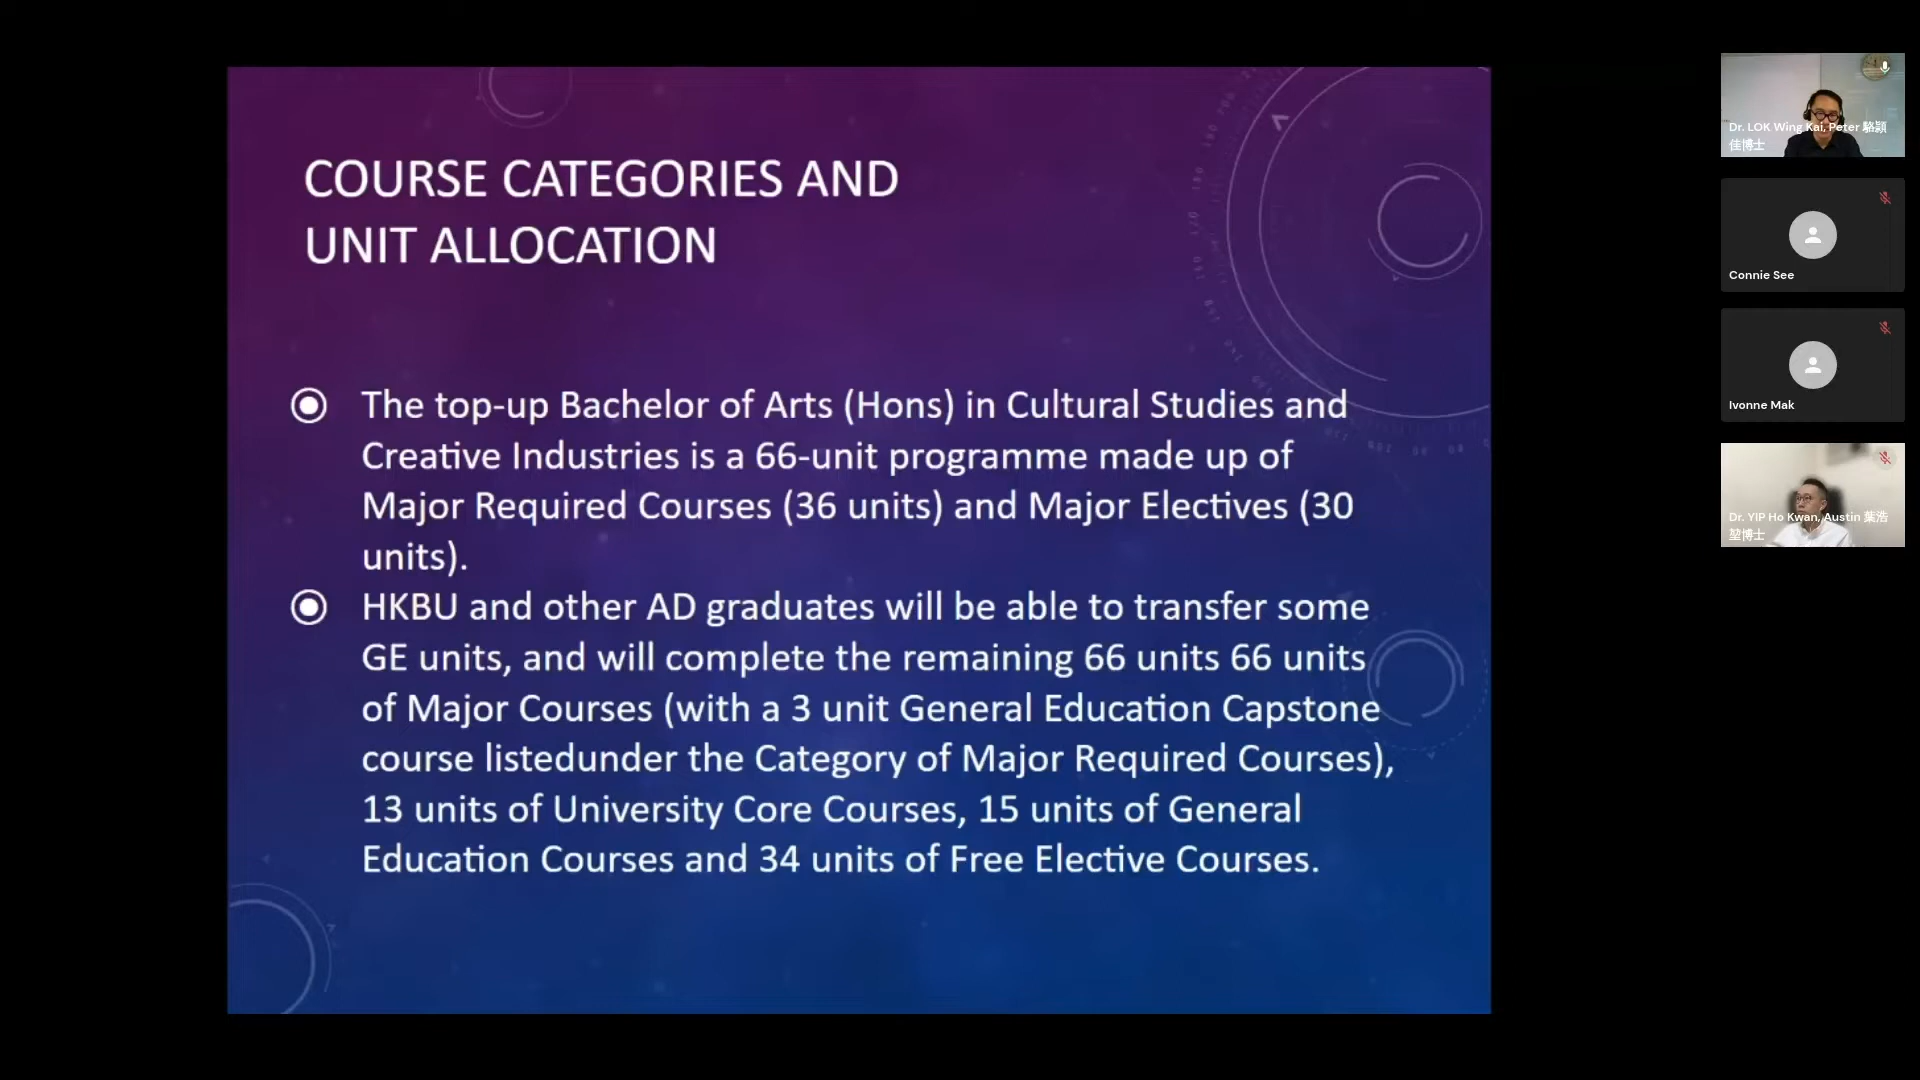 COURSE CATEGORIES AND
UNIT ALLOCATION
The top-up Bachelor of Arts (Hons) in Cultural Studies and
Creative Industries is a 66-unit programme made up of
Major Required Courses (36 units) and Major Electives (30
units).
HKBU and other AD graduates will be able to transfer some
GE units, and will complete the remaining 66 units 66 units
of Major Courses (with a 3 unit General Education Capstone
course listedunder the Category of Major Required Courses),
13 units of University Core Courses, 15 units of General
Education Courses and 34 units of Free Elective Courses.
Dr. LOK Wing Kai, Peter 駱頴
佳博士
Connie See
Ivonne Mak
Dr. YIP Ho Kwan, Austin 葉浩
堃博士